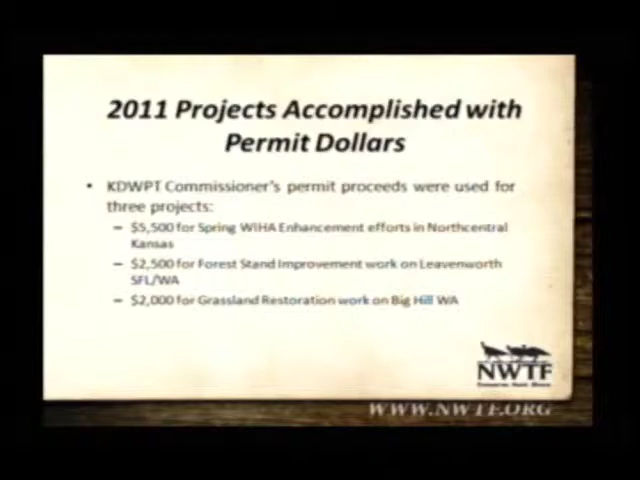 2011 Projects Accomplished with
Permit Dollars
• KDWPT Commissioner's permit proceeds were used for
three projects:
– $5,500 for Spring WIHA Enhancement efforts in Northcentral
Kansas
– $2,500 for Forest Stand Improvement work on Leavenworth
SFL/WA
– $2,000 for Grassland Restoration work on Big Hill WA
NWTF
WWW.NWTF.ORG